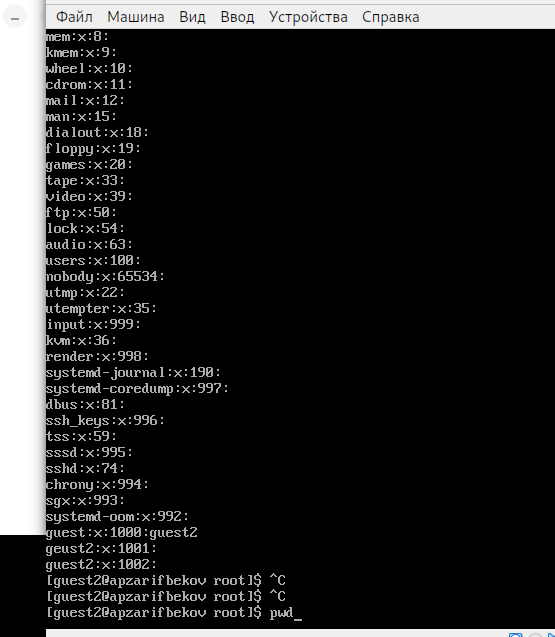 Файл Машина Вид Ввод Устройства Справка
mem:x:8:
kmem:x:9:
wheel:x:10:
cdrom:x:11:
mail:x:12:
man:x:15:
dialout:x:18:
floppy:x:19:
games:x:20:
tape:x:33:
video:x:39:
ftp:x:50:
lock:x:54:
audio:x:63:
users:x:100:
nobody:x:65534:
utmp:x:22:
utempter:x:35:
input:x:999:
kvm:x:36:
render:x:998:
systemd-journal:x:190:
systemd-coredump:x:997:
dbus:x:81:
ssh_keys:x:996:
tss:x:59:
sssd:x:995:
sshd:x:74:
chrony:x:994:
sgx:x:993:
systemd-oom:x:992:
guest:x:1000:guest2
geust2:x:1001:
guest2:x:1002:
[guest2@apzarifbekov root]$ ^C
[guest2@apzarifbekov root]$ ^C
[guest2@apzarifbekov root]$ pwd_